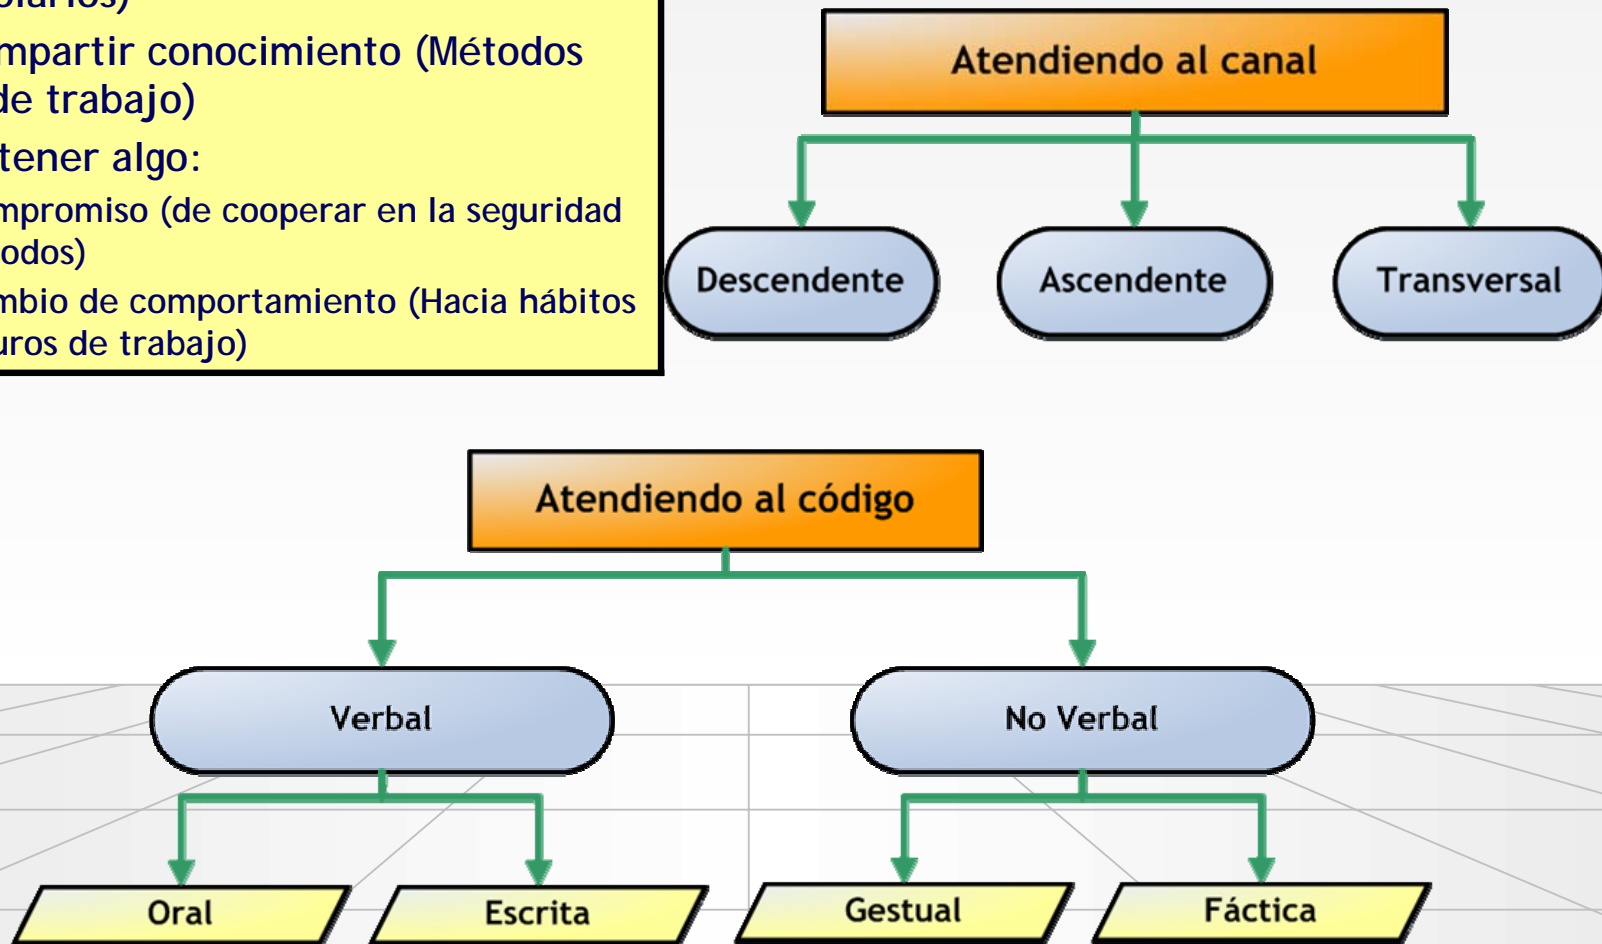 mpartir conocimiento (Métodos
de trabajo)
tener algo:
mpromiso (de cooperar en la seguridad
odos)
mbio de comportamiento (Hacia hábitos
uros de trabajo)
Atendiendo al canal
Descendente
Ascendente
Transversal
Atendiendo al código
Verbal
No Verbal
Oral
Escrita
Gestual
Fáctica